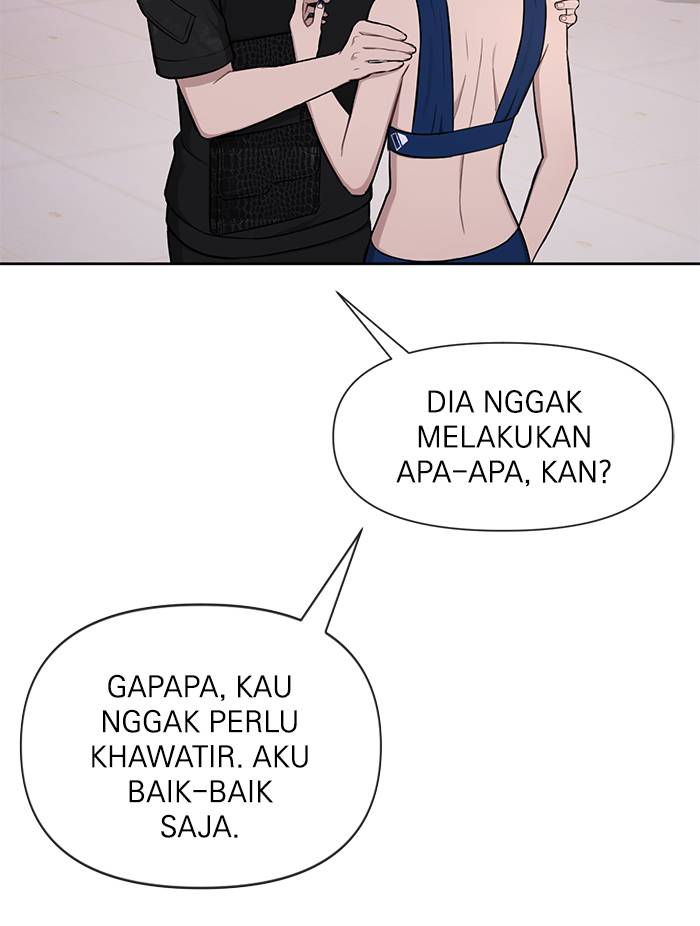 DIA NGGAK
MELAKUKAN
APA-APA, KAN?
GAPAPA, KAU
NGGAK PERLU
KHAWATIR. AKU
BAIK-BAIK
SAJA.